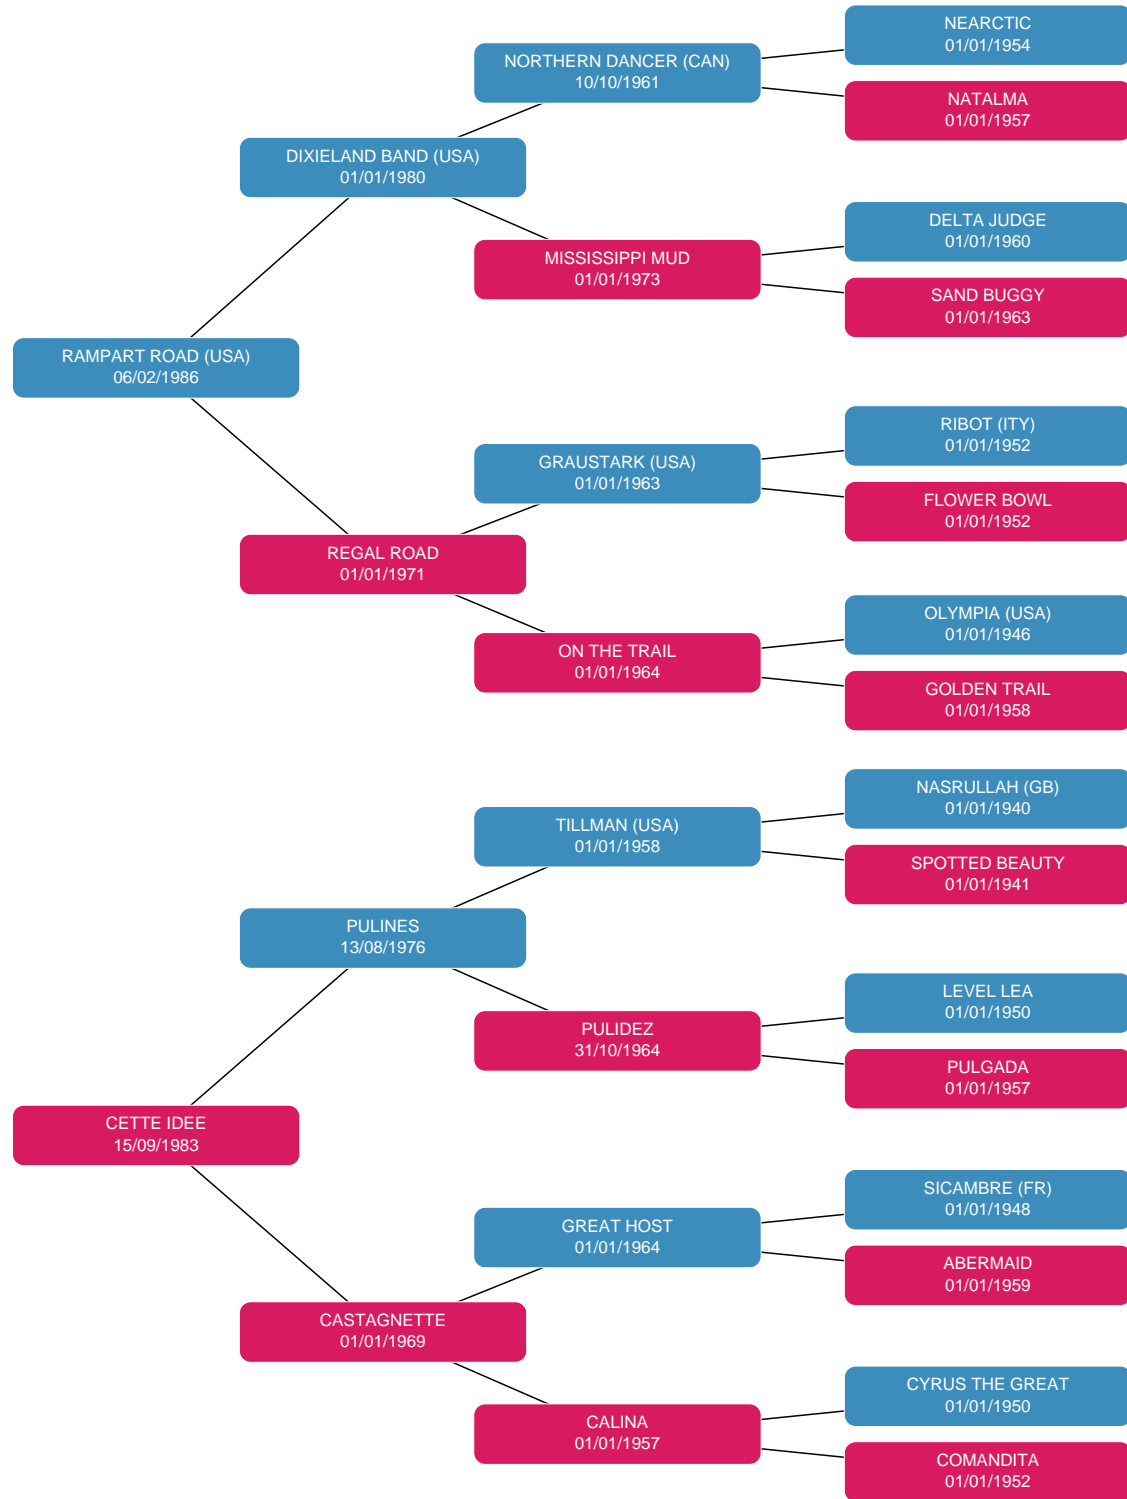 NEARCTIC
01/01/1954
NORTHERN DANCER (CAN)
10/10/1961
NATALMA
01/01/1957
DIXIELAND BAND (USA)
01/01/1980
DELTA JUDGE
01/01/1960
MISSISSIPPI MUD
01/01/1973
SAND BUGGY
01/01/1963
RAMPART ROAD (USA)
06/02/1986
RIBOT (ITY)
01/01/1952
GRAUSTARK (USA)
01/01/1963
FLOWER BOWL
01/01/1952
REGAL ROAD
01/01/1971
OLYMPIA (USA)
01/01/1946
ON THE TRAIL
01/01/1964
GOLDEN TRAIL
01/01/1958
NASRULLAH (GB)
01/01/1940
TILLMAN (USA)
01/01/1958
SPOTTED BEAUTY
01/01/1941
PULINES
13/08/1976
LEVEL LEA
01/01/1950
PULIDEZ
31/10/1964
PULGADA
01/01/1957
CETTE IDEE
15/09/1983
SICAMBRE (FR)
01/01/1948
GREAT HOST
01/01/1964
ABERMAID
01/01/1959
CASTAGNETTE
01/01/1969
CYRUS THE GREAT
01/01/1950
CALINA
01/01/1957
COMANDITA
01/01/1952